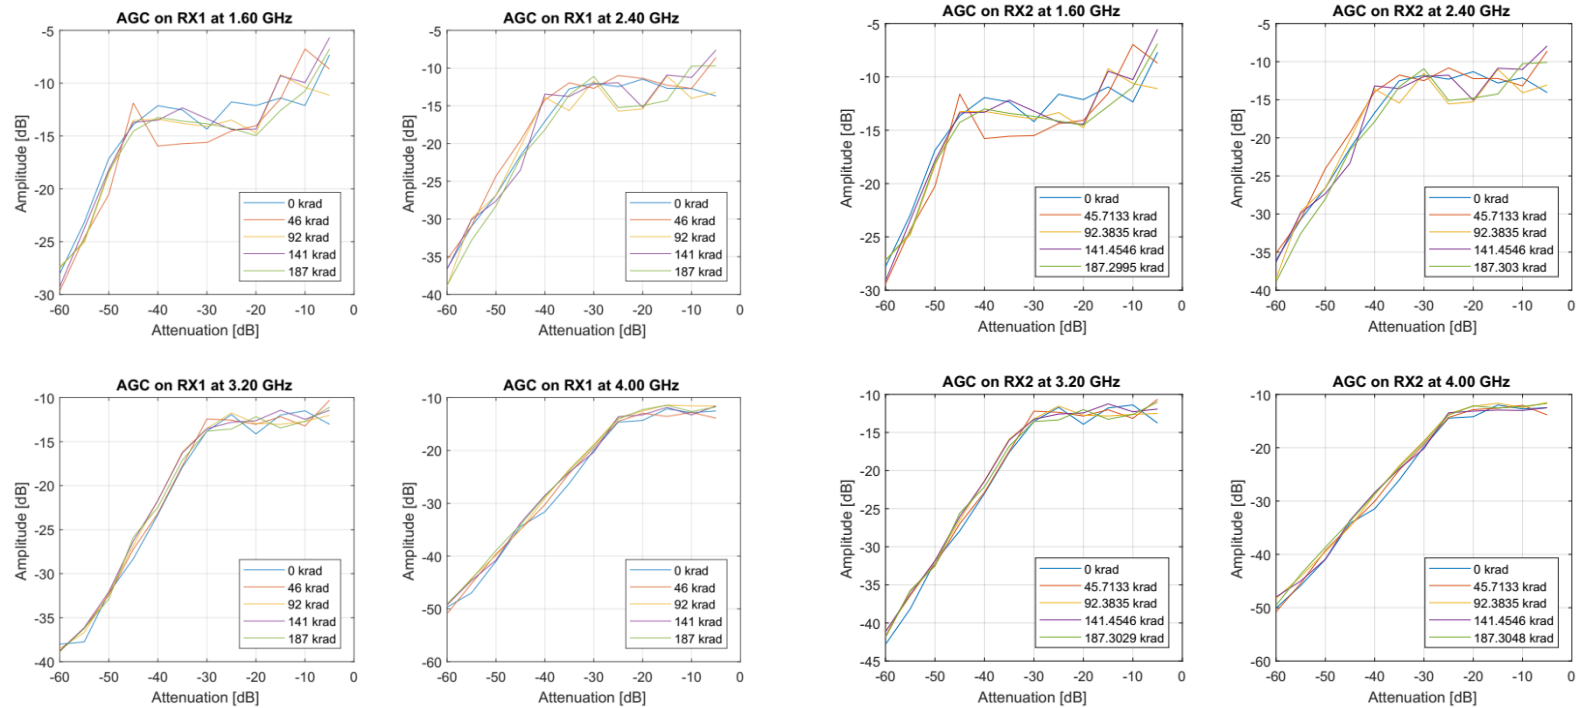 AGC on RX1 at 1.60 GHz
-5
-10
-15
-20
-25
-30
Amplitude [dB]
-60 -50 -40 -30 -20 -10 0
Attenuation [dB]
0 krad
46 krad
92 krad
141 krad
187 krad
AGC on RX1 at 2.40 GHz
-5
-10
-15
-20
-25
-30
-35
-40
Amplitude [dB]
-60 -50 -40 -30 -20 -10 0
Attenuation [dB]
0 krad
46 krad
92 krad
141 krad
187 krad
AGC on RX2 at 1.60 GHz
-5
-10
-15
-20
-25
-30
Amplitude [dB]
-60 -50 -40 -30 -20 -10 0
Attenuation [dB]
0 krad
45.7133 krad
92.3835 krad
141.4546 krad
187.2995 krad
AGC on RX2 at 2.40 GHz
-5
-10
-15
-20
-25
-30
-35
-40
Amplitude [dB]
-60 -50 -40 -30 -20 -10 0
Attenuation [dB]
0 krad
45.7133 krad
92.3835 krad
141.4546 krad
187.303 krad
AGC on RX1 at 3.20 GHz
-10
-15
-20
-25
-30
-35
-40
Amplitude [dB]
-60 -50 -40 -30 -20 -10 0
Attenuation [dB]
0 krad
46 krad
92 krad
141 krad
187 krad
AGC on RX1 at 4.00 GHz
-10
-20
-30
-40
-50
-60
Amplitude [dB]
-60 -50 -40 -30 -20 -10 0
Attenuation [dB]
0 krad
46 krad
92 krad
141 krad
187 krad
AGC on RX2 at 3.20 GHz
-10
-15
-20
-25
-30
-35
-40
-45
Amplitude [dB]
-60 -50 -40 -30 -20 -10 0
Attenuation [dB]
0 krad
45.7133 krad
92.3835 krad
141.4546 krad
187.3029 krad
AGC on RX2 at 4.00 GHz
-10
-20
-30
-40
-50
-60
Amplitude [dB]
-60 -50 -40 -30 -20 -10 0
Attenuation [dB]
0 krad
45.7133 krad
92.3835 krad
141.4546 krad
187.3048 krad